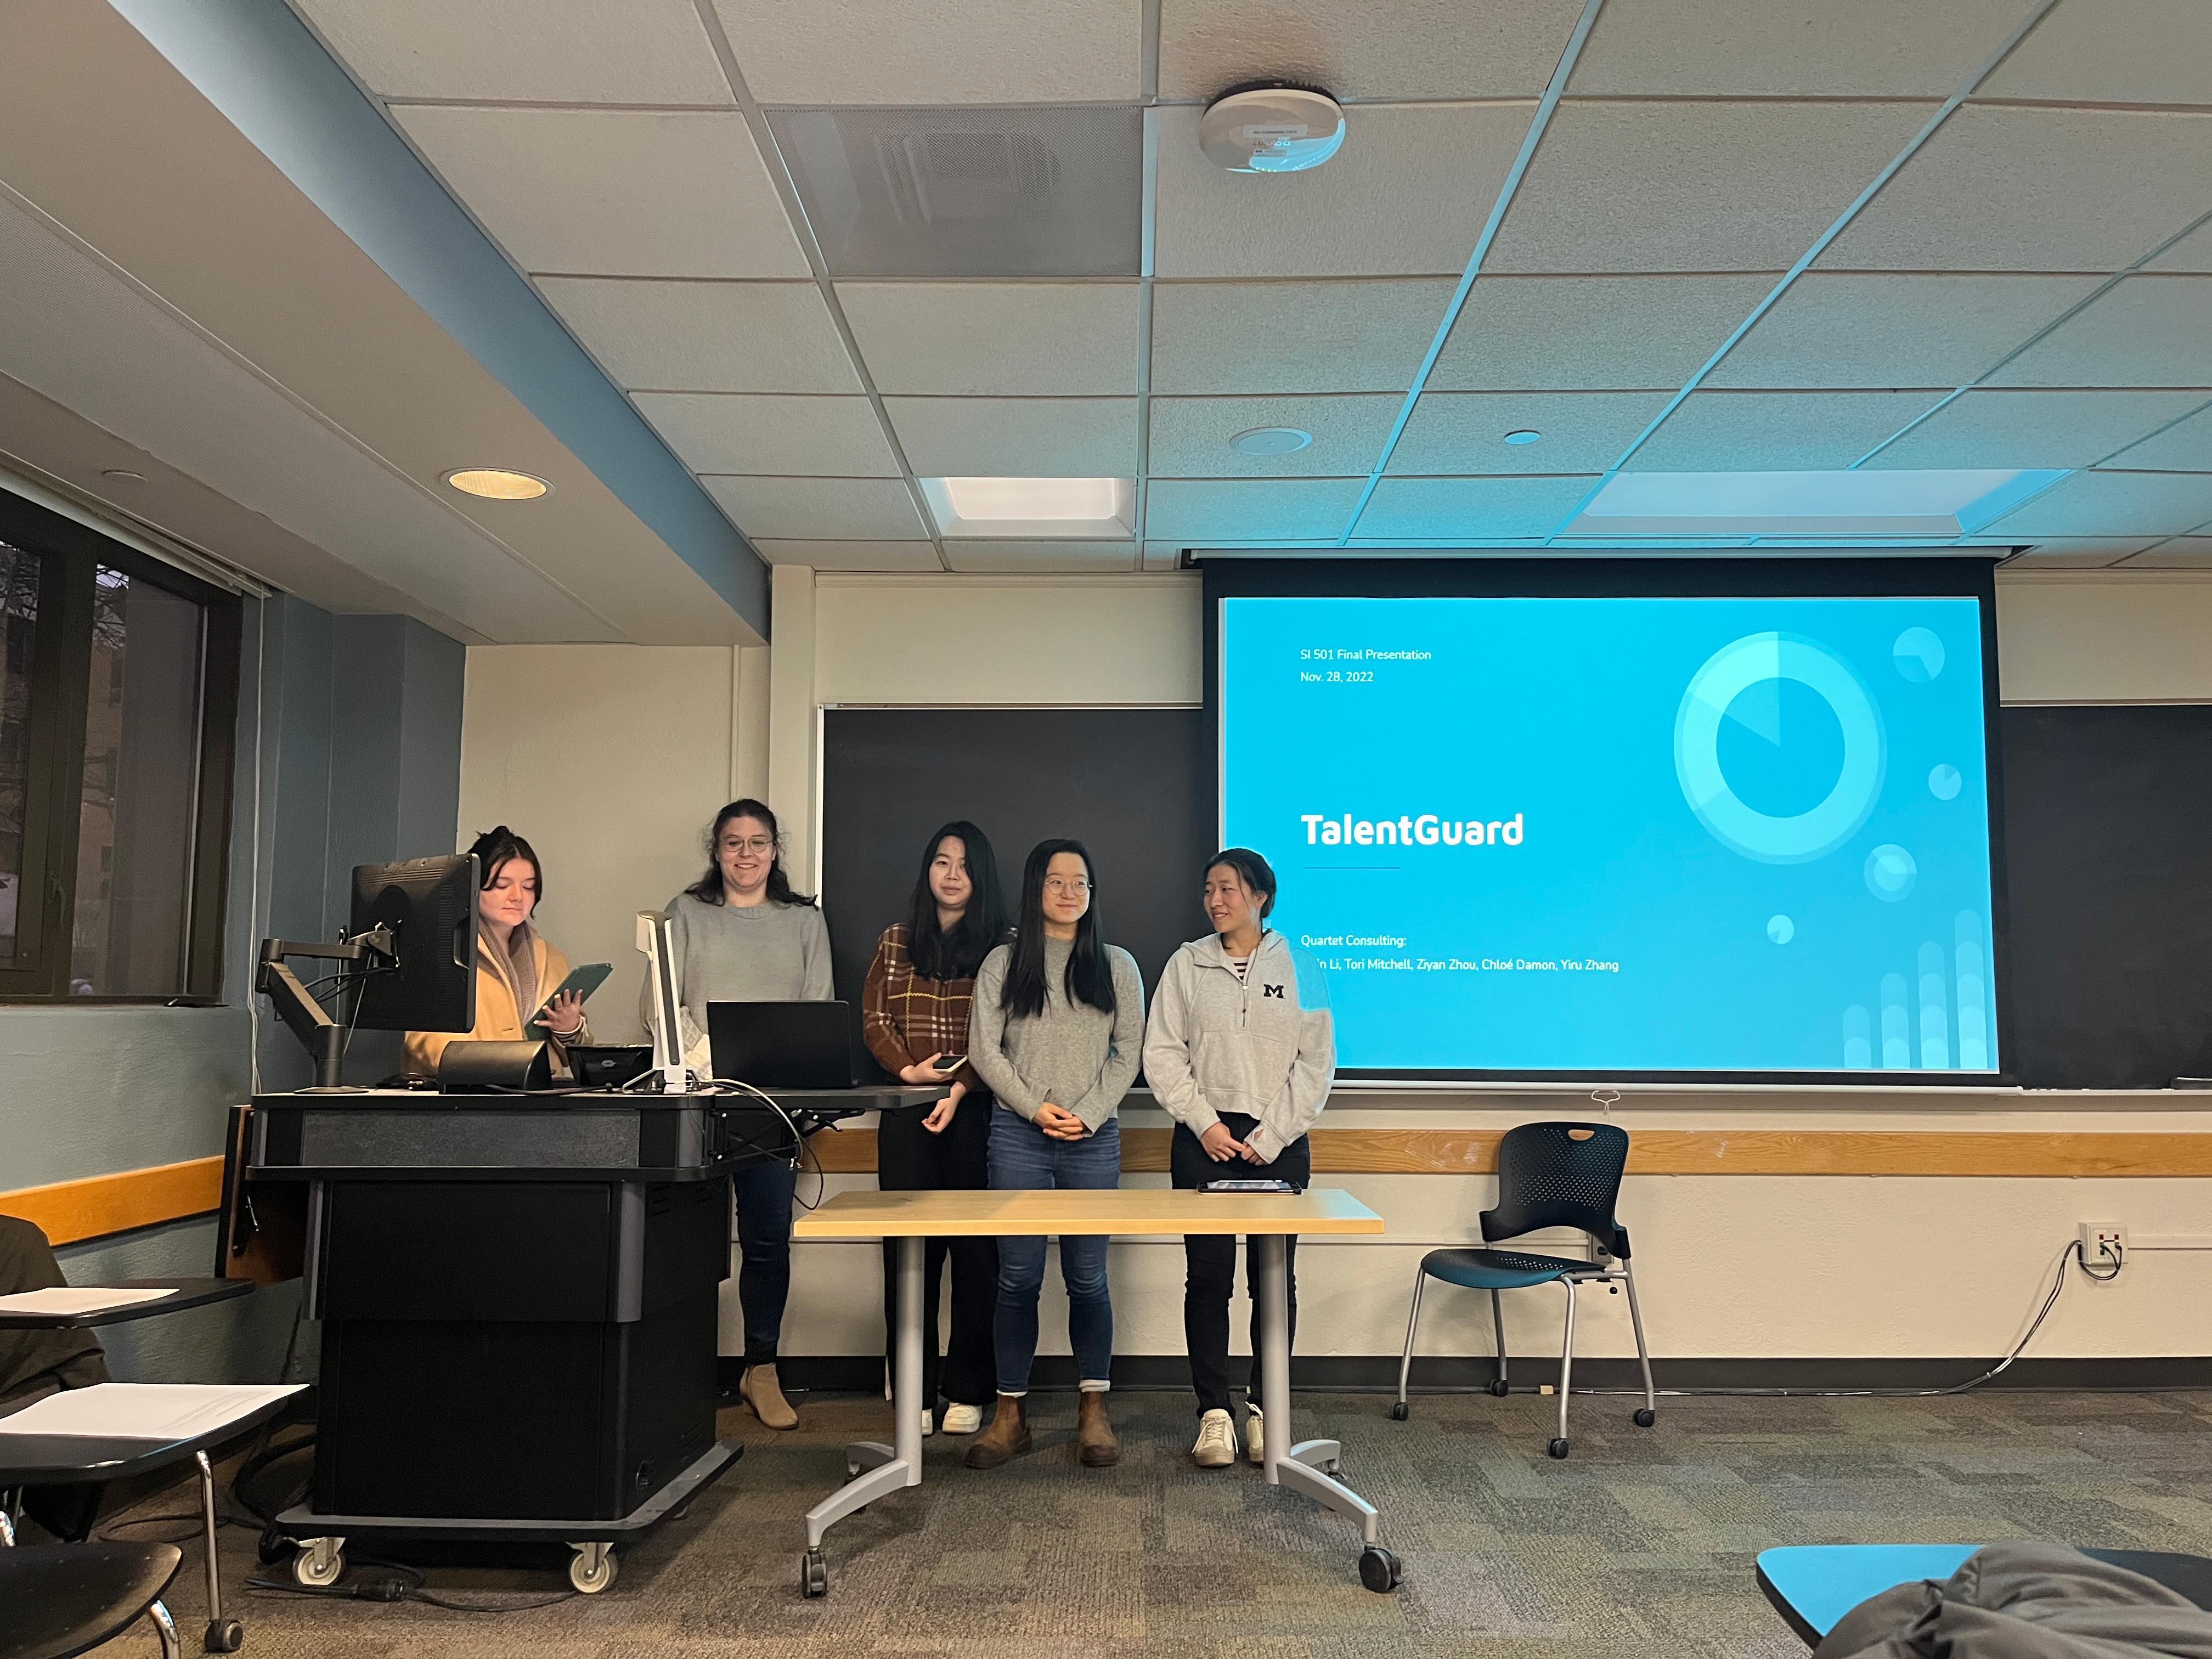 SI 501 Final Presentation
Nov. 28, 2022
TalentGuard
Quartet Consulting:
Li, Tori Mitchell, Ziyan Zhou, Chloé Damon, Yiru Zhang
M